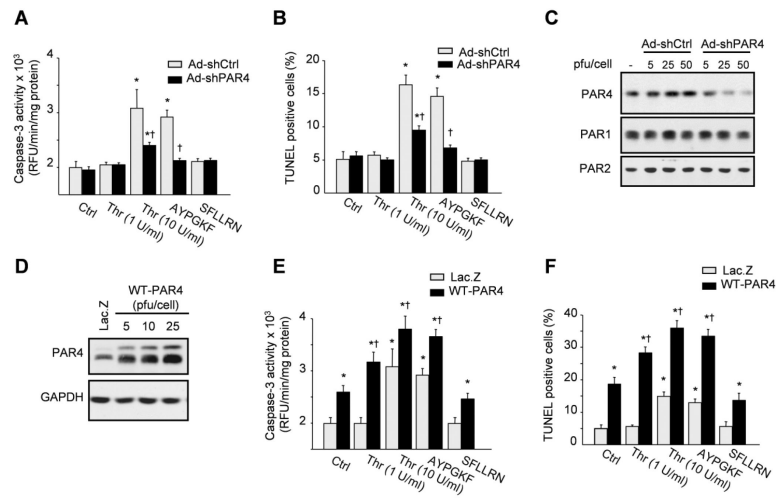 A
Caspase-3 activity x 10³
(RFU/min/mg protein)
4
3
2
Ad-shCtrl
Ad-shPAR4
*
*†
*
†
Ctrl
Thr (1 U/ml)
Thr (10 U/ml)
AYPGKF
SFLLRN
B
TUNEL positive cells (%)
20
15
10
5
0
Ad-shCtrl
Ad-shPAR4
*
*†
*
†
Ctrl
Thr (1 U/ml)
Thr (10 U/ml)
AYPGKF
SFLLRN
C
Ad-shCtrl Ad-shPAR4
pfu/cell - 5 25 50 5 25 50
PAR4
PAR1
PAR2
D
Lac.Z
WT-PAR4
(pfu/cell)
5 10 25
PAR4
GAPDH
E
Caspase-3 activity x 10³
(RFU/min/mg protein)
4
3
2
Lac.Z
WT-PAR4
*
*†
*
*†
*
*†
*
Ctrl
Thr (1 U/ml)
Thr (10 U/ml)
AYPGKF
SFLLRN
F
TUNEL positive cells (%)
40
30
20
10
0
Lac.Z
WT-PAR4
*
*†
*
*†
*
*†
*
Ctrl
Thr (1 U/ml)
Thr (10 U/ml)
AYPGKF
SFLLRN